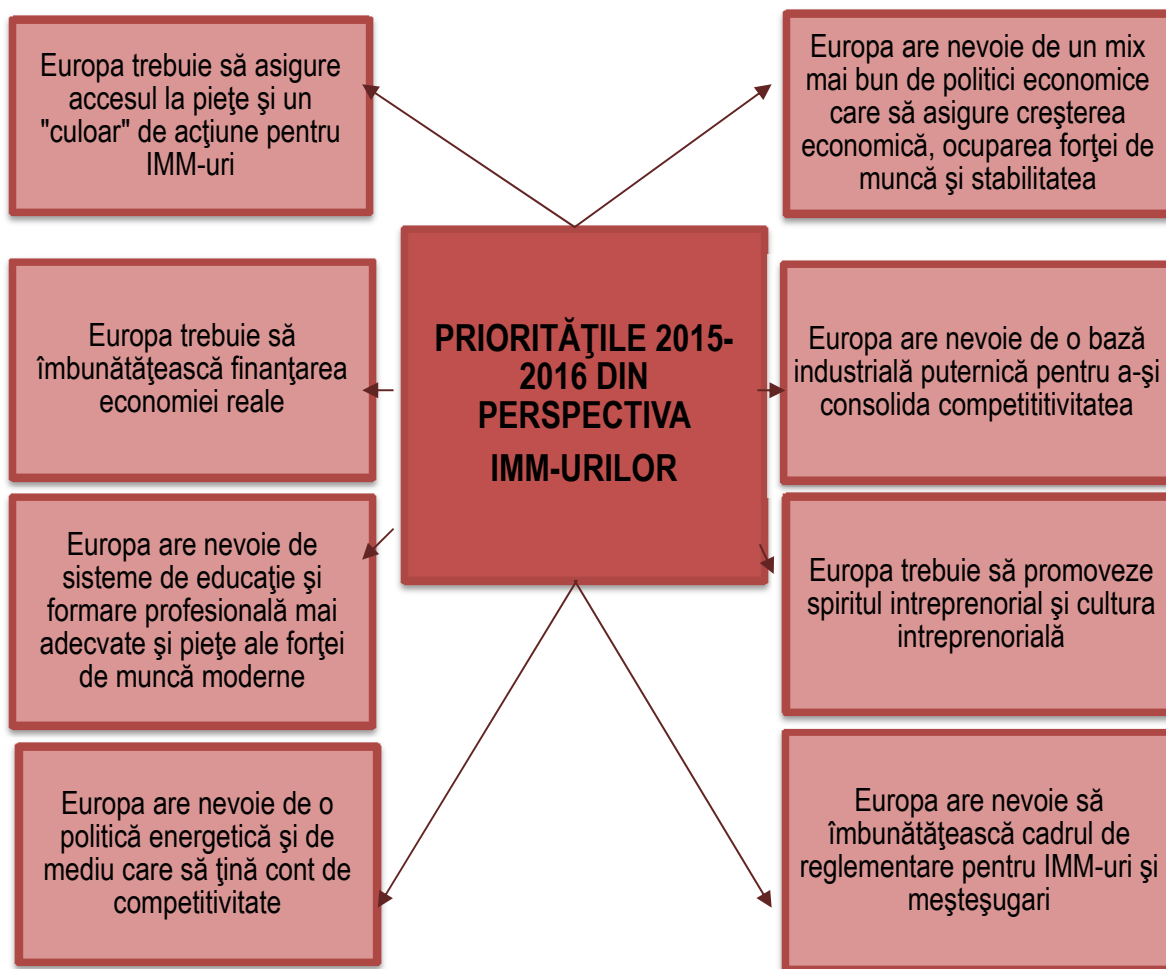 Europa trebuie să asigure
accesul la pieţe şi un
"culoar" de acţiune pentru
IMM-uri
Europa are nevoie de un mix
mai bun de politici economice
care să asigure creşterea
economică, ocuparea forţei de
muncă şi stabilitatea
PRIORITĂŢILE 2015-
2016 DIN
PERSPECTIVA
IMM-URILOR
Europa trebuie să
îmbunătăţească finanţarea
economiei reale
Europa are nevoie de o bază
industrială puternică pentru a-şi
consolida competititivitatea
Europa are nevoie de
sisteme de educaţie şi
formare profesională mai
adecvate şi pieţe ale forţei
de muncă moderne
Europa trebuie să promoveze
spiritul intreprenorial şi cultura
intreprenorială
Europa are nevoie de o
politică energetică şi de
mediu care să ţină cont de
competitivitate
Europa are nevoie să
îmbunătăţească cadrul de
reglementare pentru IMM-uri şi
meşteşugari